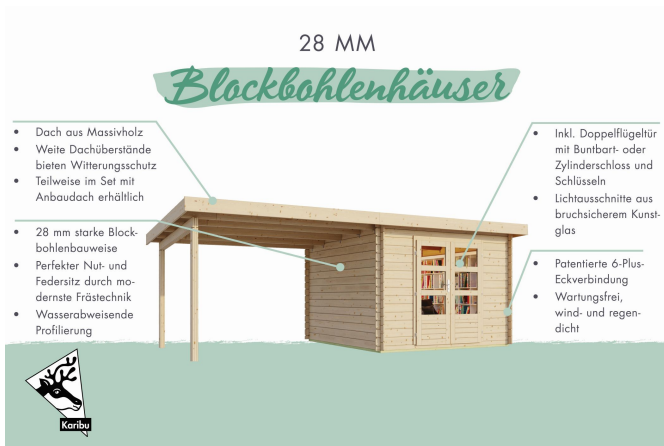 28 MM
Blockbohlenhäuser
• Dach aus Massivholz
• Weite Dachüberstände
bieten Witterungsschutz
• Teilweise im Set mit
Anbaudach erhältlich
• 28 mm starke Block-
bohlenbauweise
• Perfekter Nut- und
Federsitz durch mo-
dernste Frästechnik
• Wasserabweisende
Profilierung
• Inkl. Doppelflügeltür
mit Buntbart- oder
Zylinderschloss und
Schlüsseln
• Lichtausschnitte aus
bruchsicherem Kunst-
glas
• Patentierte 6-Plus-
Eckverbindung
• Wartungsfrei,
wind- und regen-
dicht
Karibu